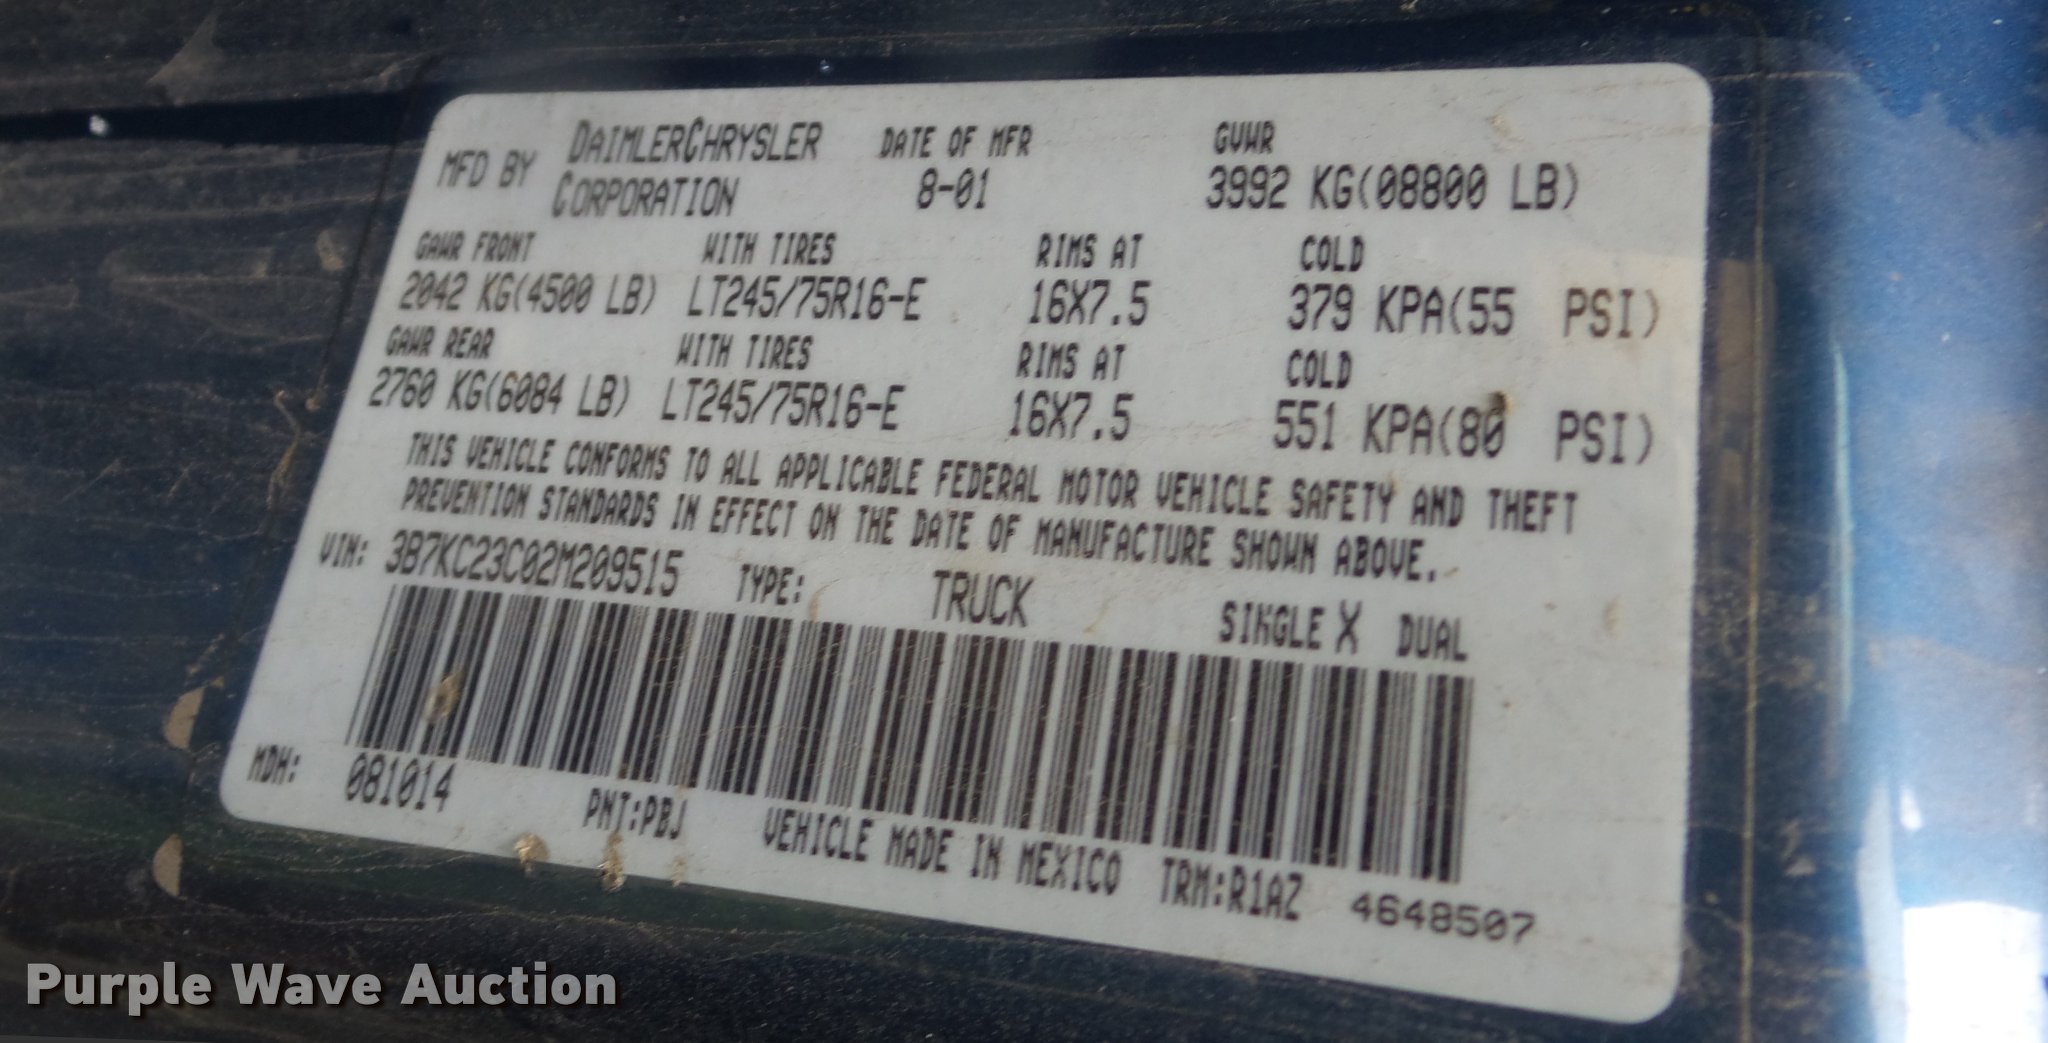 MFD BY DAIMLERCHRYSLER CORPORATION
DATE OF MFR
8-01
GVWR
3992 KG(08800 LB)
GAWR FRONT WITH TIRES RIMS AT COLD
2042 KG(4500 LB) LT245/75R16-E 16X7.5 379 KPA(55 PSI)
GAWR REAR WITH TIRES RIMS AT COLD
2760 KG(6084 LB) LT245/75R16-E 16X7.5 551 KPA(80 PSI)
THIS VEHICLE CONFORMS TO ALL APPLICABLE FEDERAL MOTOR VEHICLE SAFETY AND THEFT
PREVENTION STANDARDS IN EFFECT ON THE DATE OF MANUFACTURE SHOWN ABOVE.
VIN: 3B7KC23C02M209515 TYPE: TRUCK SINGLE X DUAL
MDH: 081014 PNT:PBJ VEHICLE MADE IN MEXICO TRM:R1AZ 4648507
Purple Wave Auction